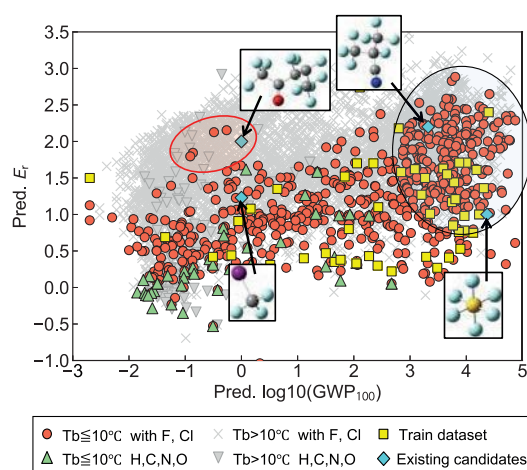 3.5
3.0
2.5
2.0
1.5
1.0
0.5
0.0
−0.5
−1.0
Pred. Er
−3 −2 −1 0 1 2 3 4 5
Pred. log10(GWP100)
Tb≦10℃ with F, Cl Tb>10℃ with F, Cl Train dataset
Tb≦10℃ H,C,N,O Tb>10℃ H,C,N,O Existing candidates